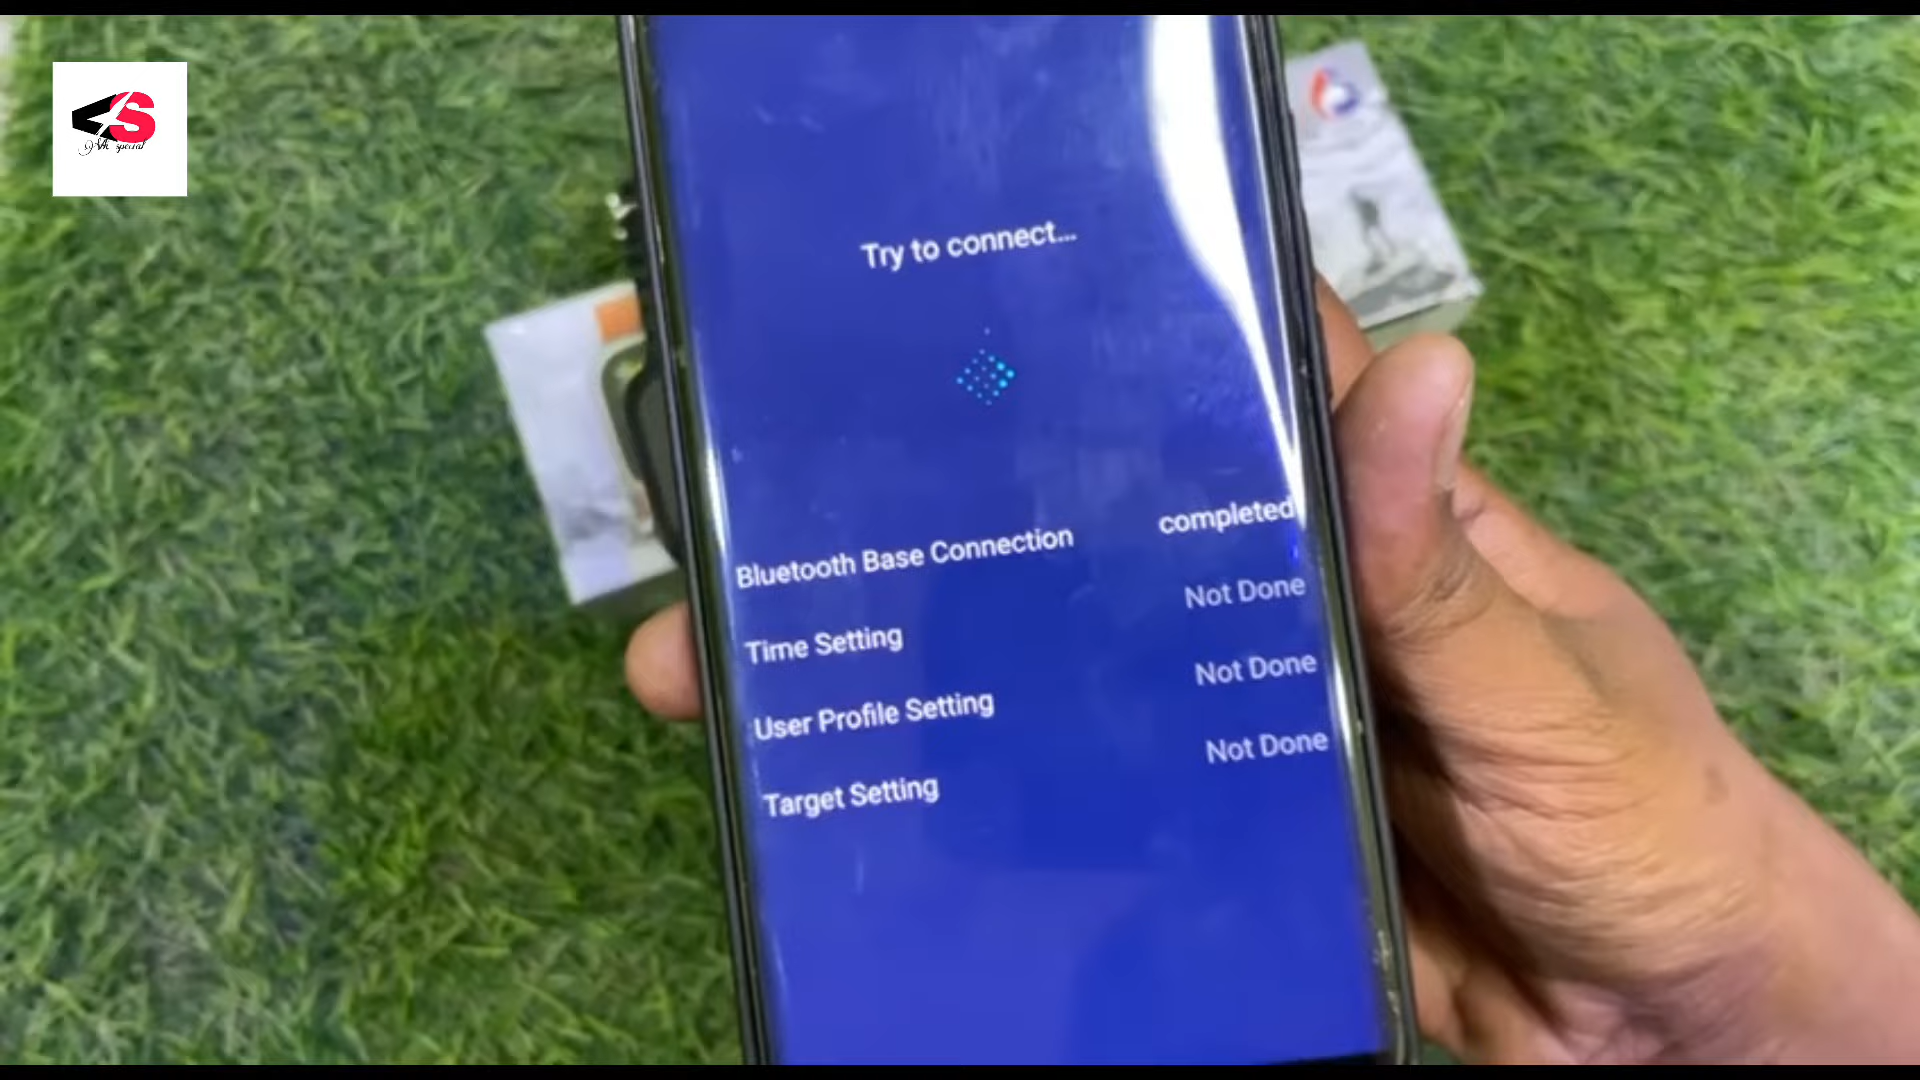 S
Try to connect...
Bluetooth Base Connection completed
Time Setting Not Done
User Profile Setting Not Done
Target Setting Not Done